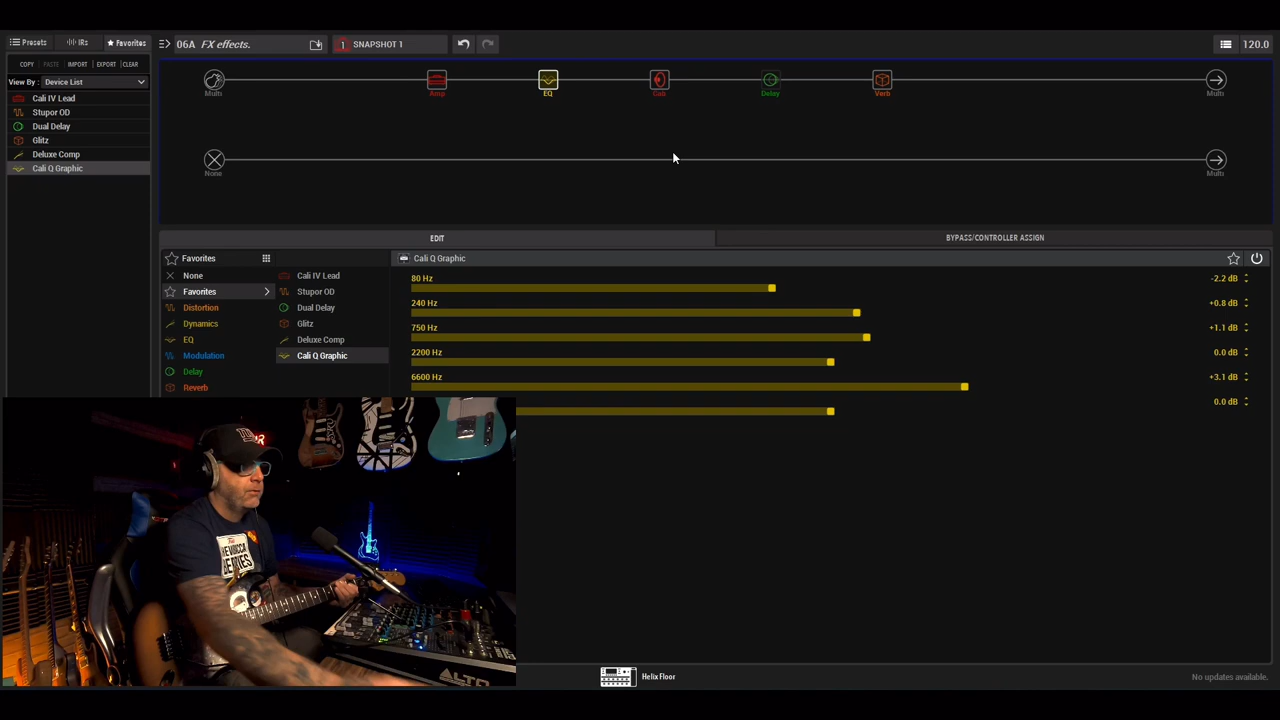 Presets IRs Favorites 06A FX effects. 1 SNAPSHOT 1 120.0
COPY PASTE IMPORT EXPORT CLEAR
View By : Device List
Cali IV Lead
Stupor OD
Dual Delay
Glitz
Deluxe Comp
Cali Q Graphic
Multi Amp EQ Cab Delay Verb Multi
None Multi
EDIT BYPASS/CONTROLLER ASSIGN
Favorites Cali Q Graphic
None Cali IV Lead
Favorites Stupor OD
Distortion Dual Delay
Dynamics Glitz
EQ Deluxe Comp
Modulation Cali Q Graphic
Delay
Reverb
80 Hz -2.2 dB
240 Hz +0.8 dB
750 Hz +1.1 dB
2200 Hz 0.0 dB
6600 Hz +3.1 dB
0.0 dB
ALTO
Helix Floor No updates available.